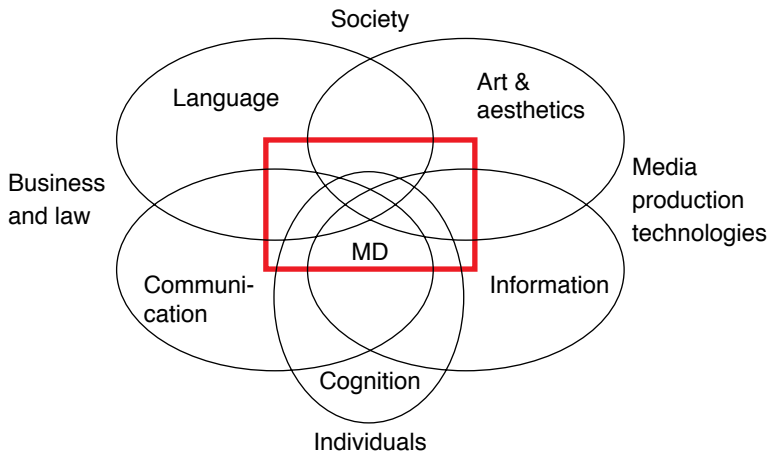 Society
Language
Art &
aesthetics
Business
and law
Media
production
technologies
MD
Communi-
cation
Information
Cognition
Individuals